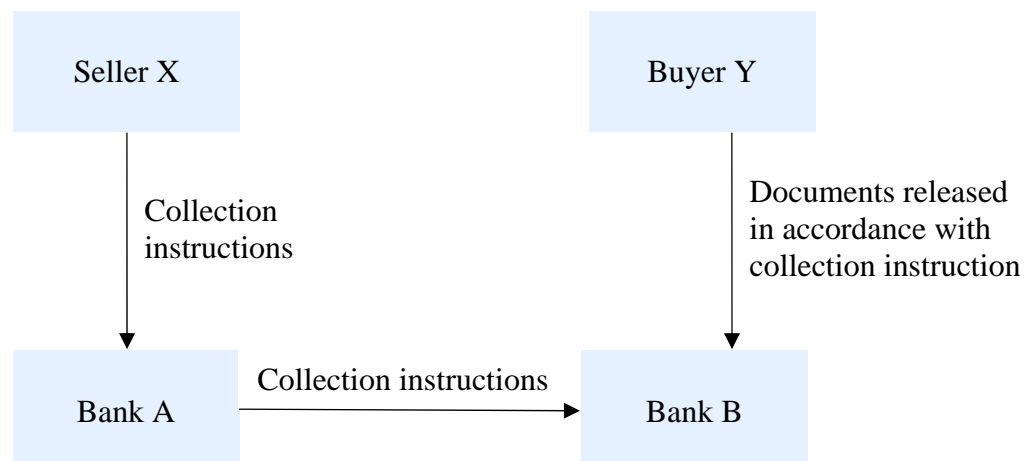 Seller X
Buyer Y
Collection
instructions
Documents released
in accordance with
collection instruction
Collection instructions
Bank A
Bank B